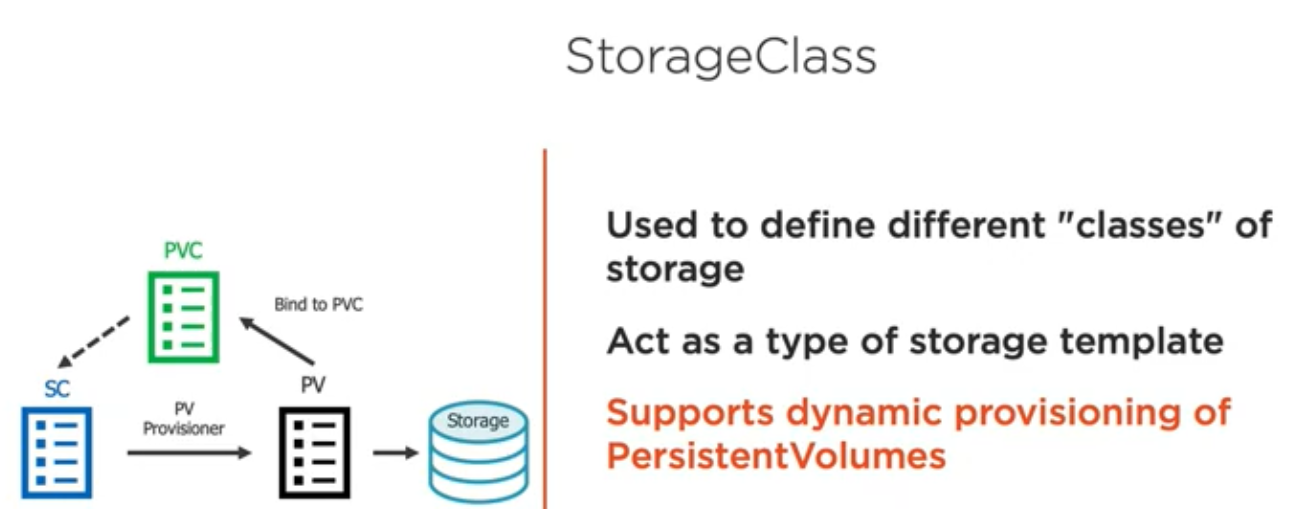 StorageClass
PVC
Bind to PVC
SC
PV
Provisioner
PV
Storage
Used to define different "classes" of
storage
Act as a type of storage template
Supports dynamic provisioning of
PersistentVolumes